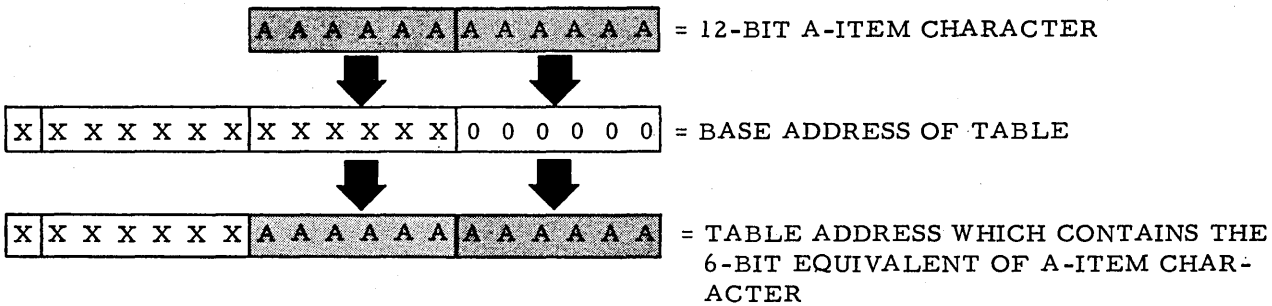 A A A A A A A A A A A A = 12-BIT A-ITEM CHARACTER
X X X X X X X X X X X X X 0 0 0 0 0 0 = BASE ADDRESS OF TABLE
X X X X X X X A A A A A A A A A A A A = TABLE ADDRESS WHICH CONTAINS THE
6-BIT EQUIVALENT OF A-ITEM CHAR-
ACTER